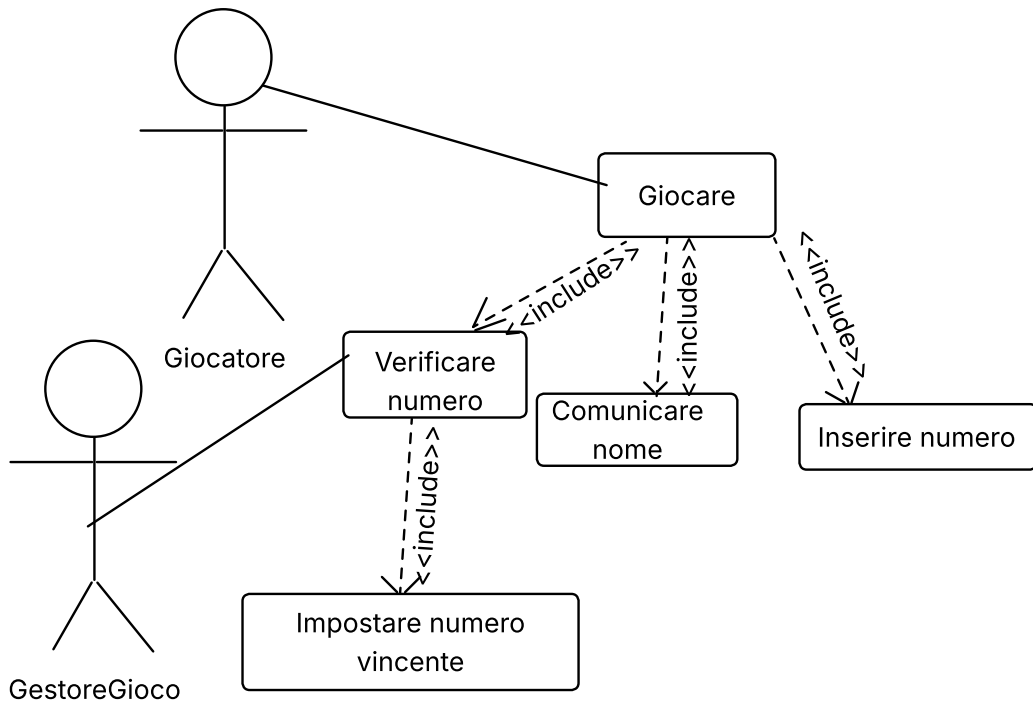 Giocare
<<include>>
<<include>>
<<include>>
Giocatore
Verificare
numero
Comunicare
nome
Inserire numero
<<include>>
Impostare numero
vincente
GestoreGioco